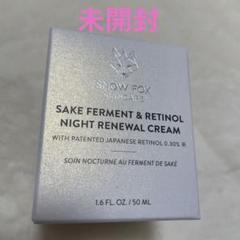 未開封
SNOW FOX
SKINCARE
SAKE FERMENT & RETINOL
NIGHT RENEWAL CREAM
WITH PATENTED JAPANESE RETINOL 0.30%
SOIN NOCTURNE AU FERMENT DE SAKÉ
1.6 FL. OZ. / 50 ML